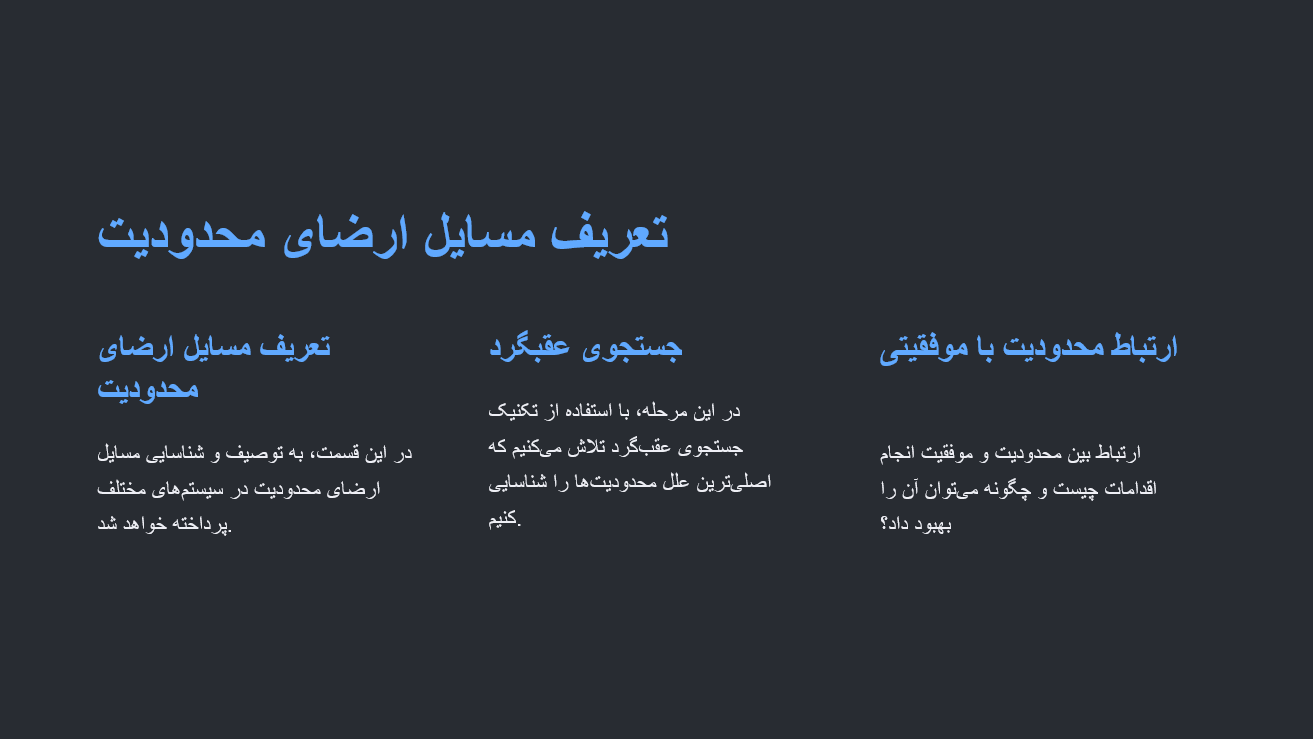 تعریف مسایل ارضای محدودیت
تعریف مسایل ارضای
محدودیت
در این قسمت، به توصیف و شناسایی مسایل
ارضای محدودیت در سیستم‌های مختلف
پرداخته خواهد شد.
جستجوی عقبگرد
در این مرحله، با استفاده از تکنیک
جستجوی عقب‌گرد تلاش می‌کنیم که
اصلی‌ترین علل محدودیت‌ها را شناسایی
کنیم.
ارتباط محدودیت با موفقیتی
ارتباط بین محدودیت و موفقیت انجام
اقدامات چیست و چگونه می‌توان آن را
بهبود داد؟